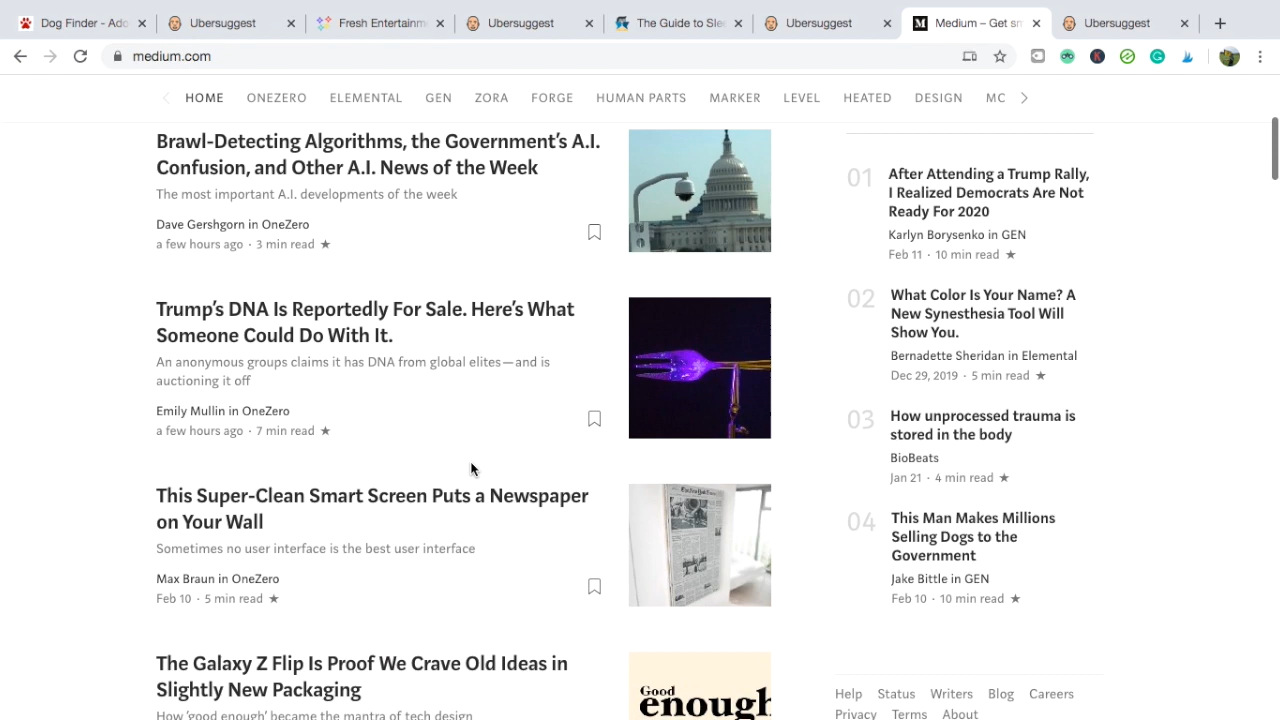 Dog Finder - Ado
Ubersuggest
Fresh Entertainm
Ubersuggest
The Guide to Slee
Ubersuggest
Medium – Get sm
Ubersuggest
medium.com
HOME ONEZERO ELEMENTAL GEN ZORA FORGE HUMAN PARTS MARKER LEVEL HEATED DESIGN MC
Brawl-Detecting Algorithms, the Government's A.I.
Confusion, and Other A.I. News of the Week
The most important A.I. developments of the week
Dave Gershgorn in OneZero
a few hours ago · 3 min read ★
Trump's DNA Is Reportedly For Sale. Here's What
Someone Could Do With It.
An anonymous groups claims it has DNA from global elites—and is
auctioning it off
Emily Mullin in OneZero
a few hours ago · 7 min read ★
This Super-Clean Smart Screen Puts a Newspaper
on Your Wall
Sometimes no user interface is the best user interface
Max Braun in OneZero
Feb 10 · 5 min read ★
The Galaxy Z Flip Is Proof We Crave Old Ideas in
Slightly New Packaging
How 'good enough' became the mantra of tech design
Good
enough
01
After Attending a Trump Rally,
I Realized Democrats Are Not
Ready For 2020
Karlyn Borysenko in GEN
Feb 11 · 10 min read ★
02
What Color Is Your Name? A
New Synesthesia Tool Will
Show You.
Bernadette Sheridan in Elemental
Dec 29, 2019 · 5 min read ★
03
How unprocessed trauma is
stored in the body
BioBeats
Jan 21 · 4 min read ★
04
This Man Makes Millions
Selling Dogs to the
Government
Jake Bittle in GEN
Feb 10 · 10 min read ★
Help Status Writers Blog Careers
Privacy Terms About